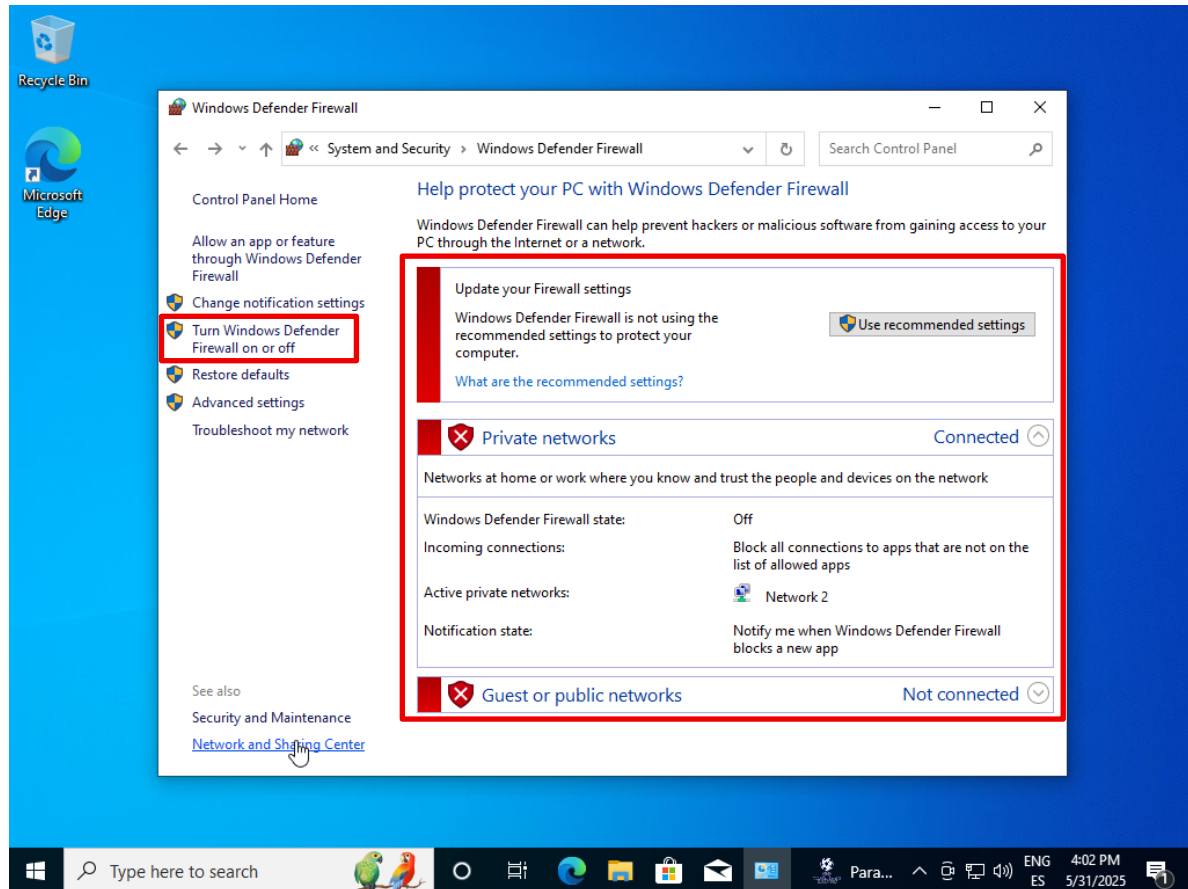 Recycle Bin
Microsoft
Edge
Windows Defender Firewall
« System and Security › Windows Defender Firewall
Search Control Panel
Control Panel Home
Allow an app or feature
through Windows Defender
Firewall
Change notification settings
Turn Windows Defender
Firewall on or off
Restore defaults
Advanced settings
Troubleshoot my network
See also
Security and Maintenance
Network and Sharing Center
Help protect your PC with Windows Defender Firewall
Windows Defender Firewall can help prevent hackers or malicious software from gaining access to your
PC through the Internet or a network.
Update your Firewall settings
Windows Defender Firewall is not using the
recommended settings to protect your
computer.
Use recommended settings
What are the recommended settings?
Private networks Connected
Networks at home or work where you know and trust the people and devices on the network
Windows Defender Firewall state: Off
Incoming connections: Block all connections to apps that are not on the
list of allowed apps
Active private networks: Network 2
Notification state: Notify me when Windows Defender Firewall
blocks a new app
Guest or public networks Not connected
Type here to search
Para...
ENG
ES
4:02 PM
5/31/2025
1